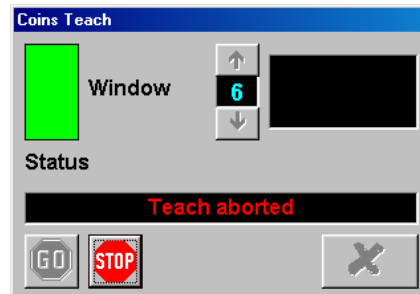 Coins Teach
Window
6
Status
Teach aborted
GO
STOP